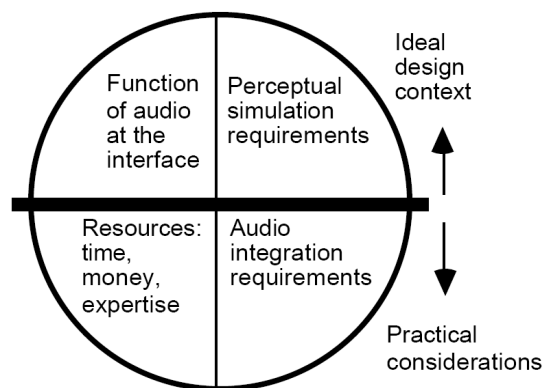 Function
of audio
at the
interface
Perceptual
simulation
requirements
Ideal
design
context
Resources:
time,
money,
expertise
Audio
integration
requirements
Practical
considerations